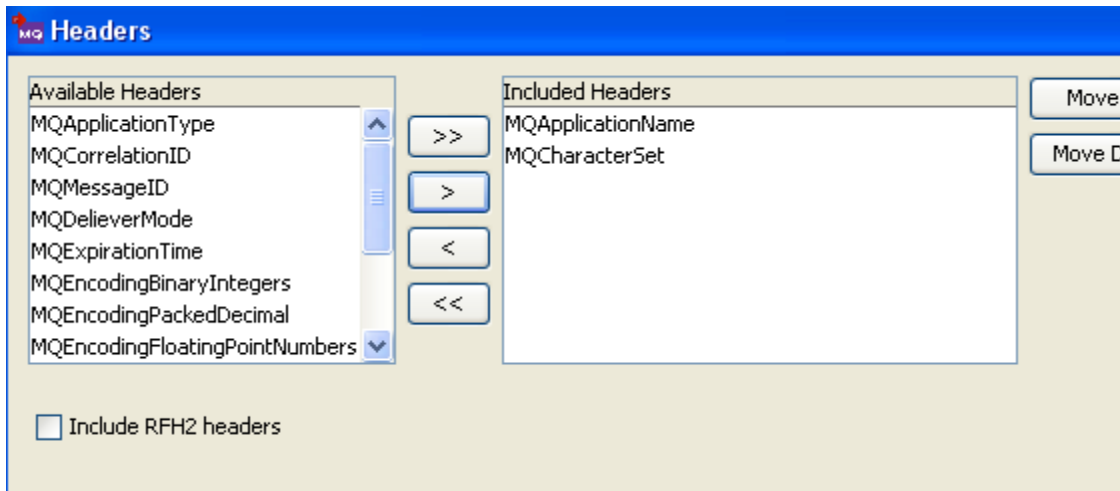 MQ Headers
Available Headers
MQApplicationType
MQCorrelationID
MQMessageID
MQDelieverMode
MQExpirationTime
MQEncodingBinaryIntegers
MQEncodingPackedDecimal
MQEncodingFloatingPointNumbers
>>
>
<
<<
Included Headers
MQApplicationName
MQCharacterSet
Move
Move D
Include RFH2 headers